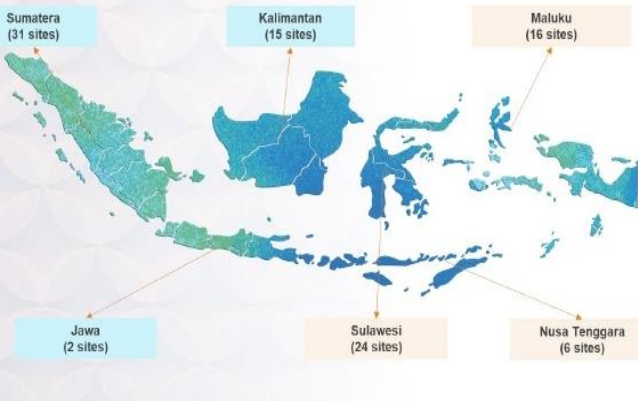 Sumatera
(31 sites)
Kalimantan
(15 sites)
Maluku
(16 sites)
Jawa
(2 sites)
Sulawesi
(24 sites)
Nusa Tenggara
(6 sites)